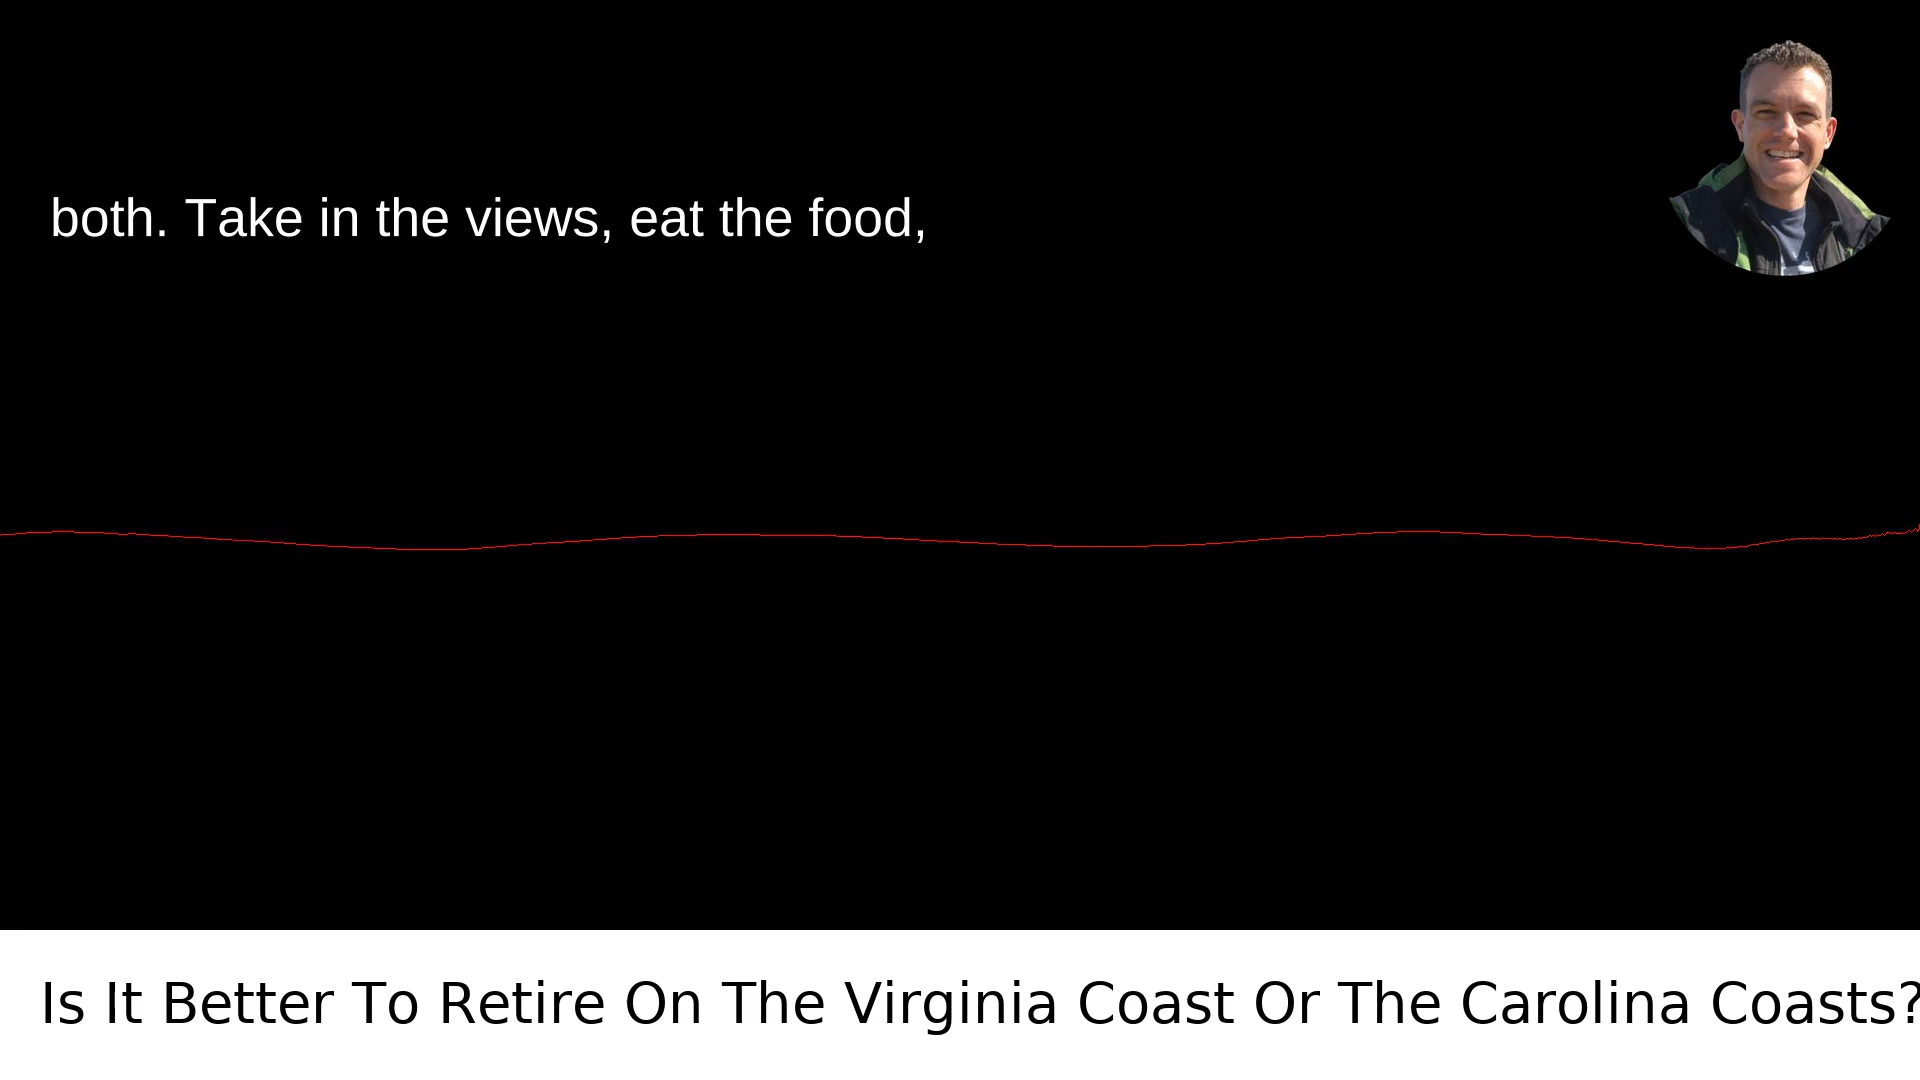 both. Take in the views, eat the food,
Is It Better To Retire On The Virginia Coast Or The Carolina Coasts?